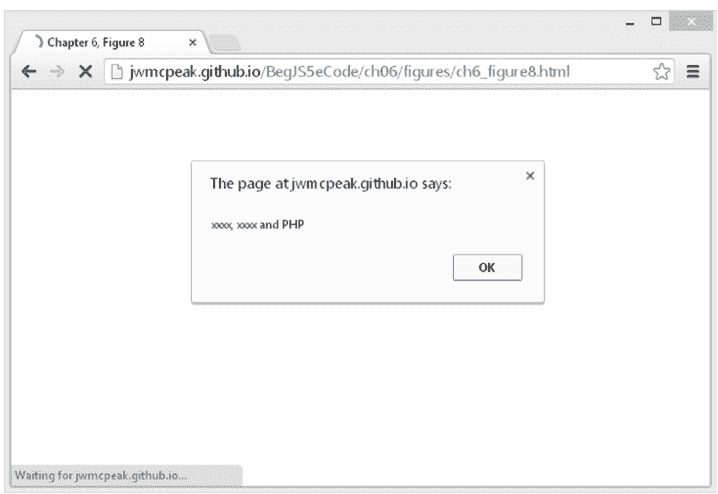 Chapter 6, Figure 8
jwmcpeak.github.io/BegJS5eCode/ch06/figures/ch6_figure8.html
The page at jwmcpeak.github.io says:
xxxx, xxxx and PHP
OK
Waiting for jwmcpeak.github.io...